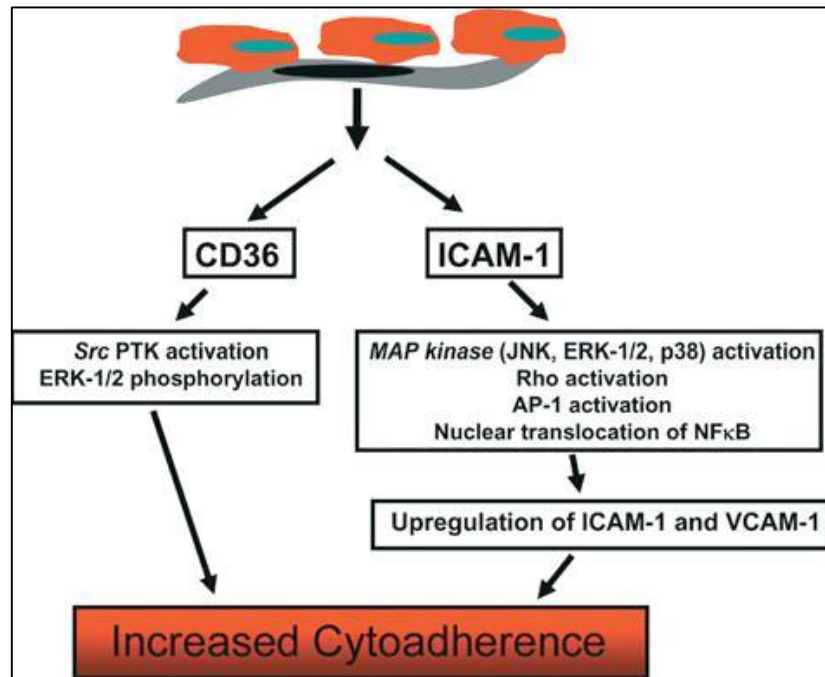 CD36
ICAM-1
Src PTK activation
ERK-1/2 phosphorylation
MAP kinase (JNK, ERK-1/2, p38) activation
Rho activation
AP-1 activation
Nuclear translocation of NFκB
Upregulation of ICAM-1 and VCAM-1
Increased Cytoadherence